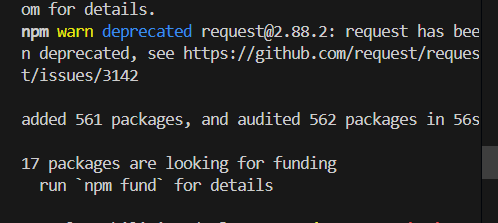 om for details.
npm warn deprecated request@2.88.2: request has bee
n deprecated, see https://github.com/request/reques
t/issues/3142
added 561 packages, and audited 562 packages in 56s
17 packages are looking for funding
run `npm fund` for details